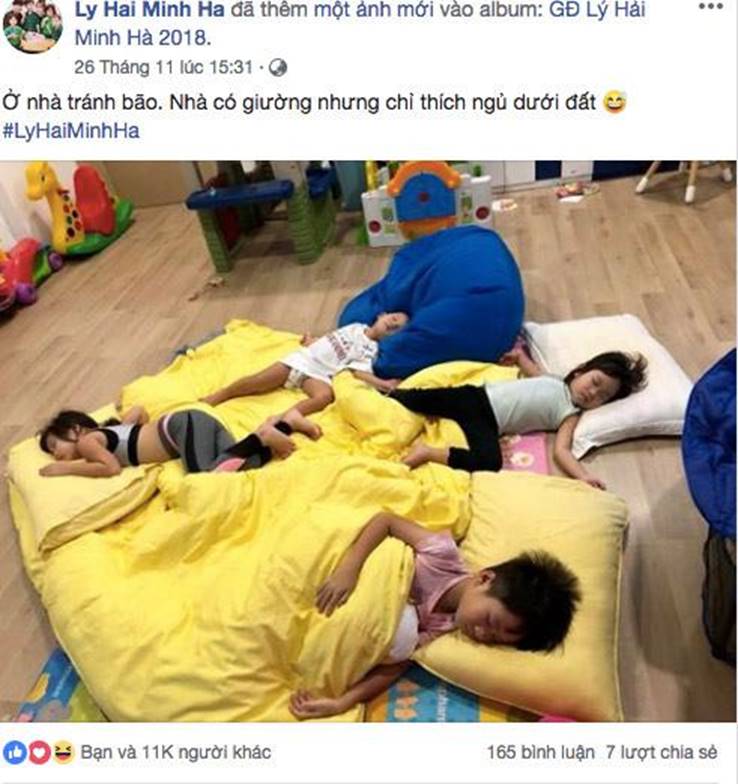 Ly Hai Minh Ha đã thêm một ảnh mới vào album: GĐ Lý Hải
Minh Hà 2018.
26 Tháng 11 lúc 15:31 ·
Ở nhà tránh bão. Nhà có giường nhưng chỉ thích ngủ dưới đất 😅
#LyHaiMinhHa
Bạn và 11K người khác 165 bình luận 7 lượt chia sẻ